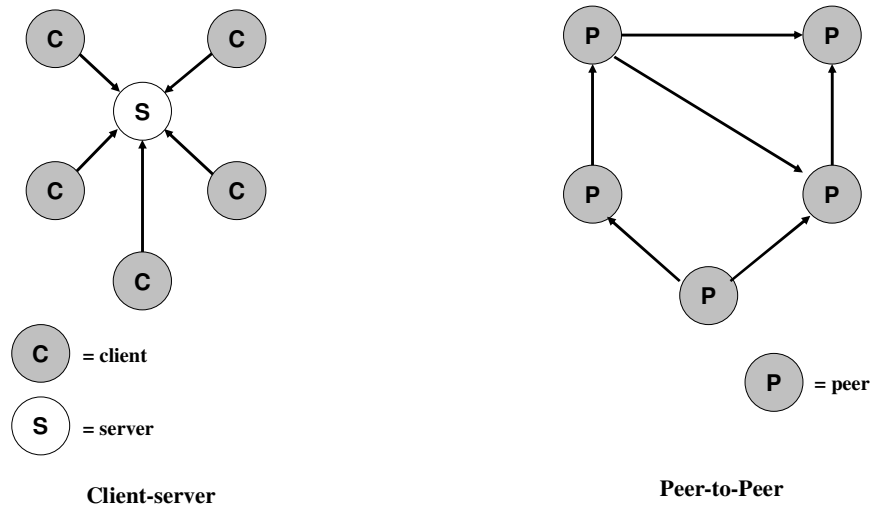 C
C
S
C
C
C
C = client
S = server
Client-server
P
P
P
P
P
P = peer
Peer-to-Peer